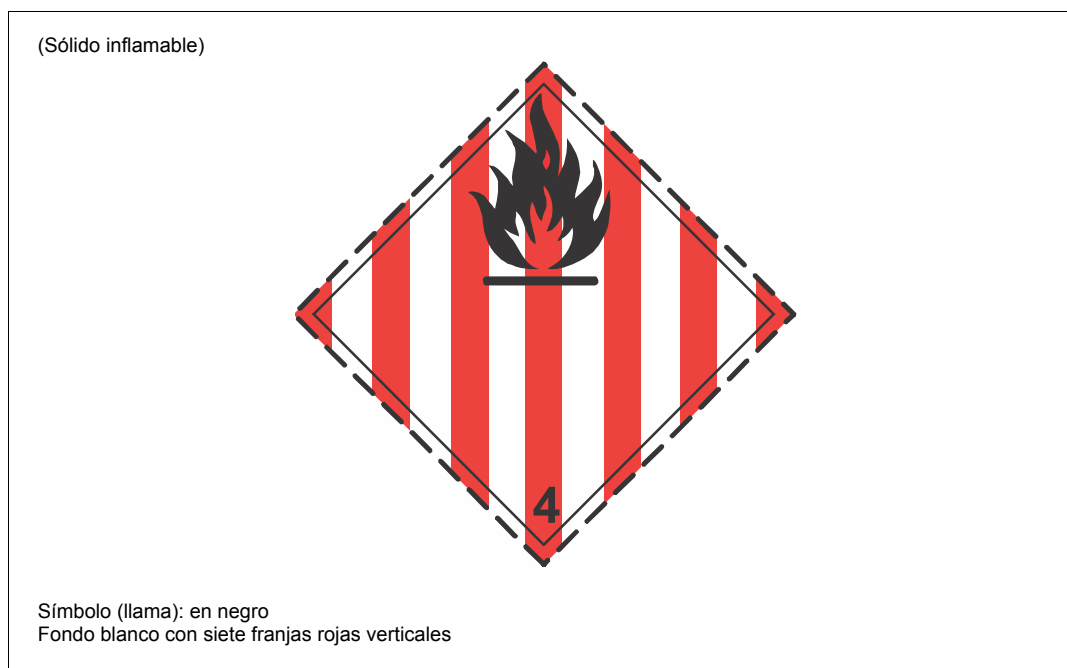 (Sólido inflamable)
4
Símbolo (llama): en negro
Fondo blanco con siete franjas rojas verticales